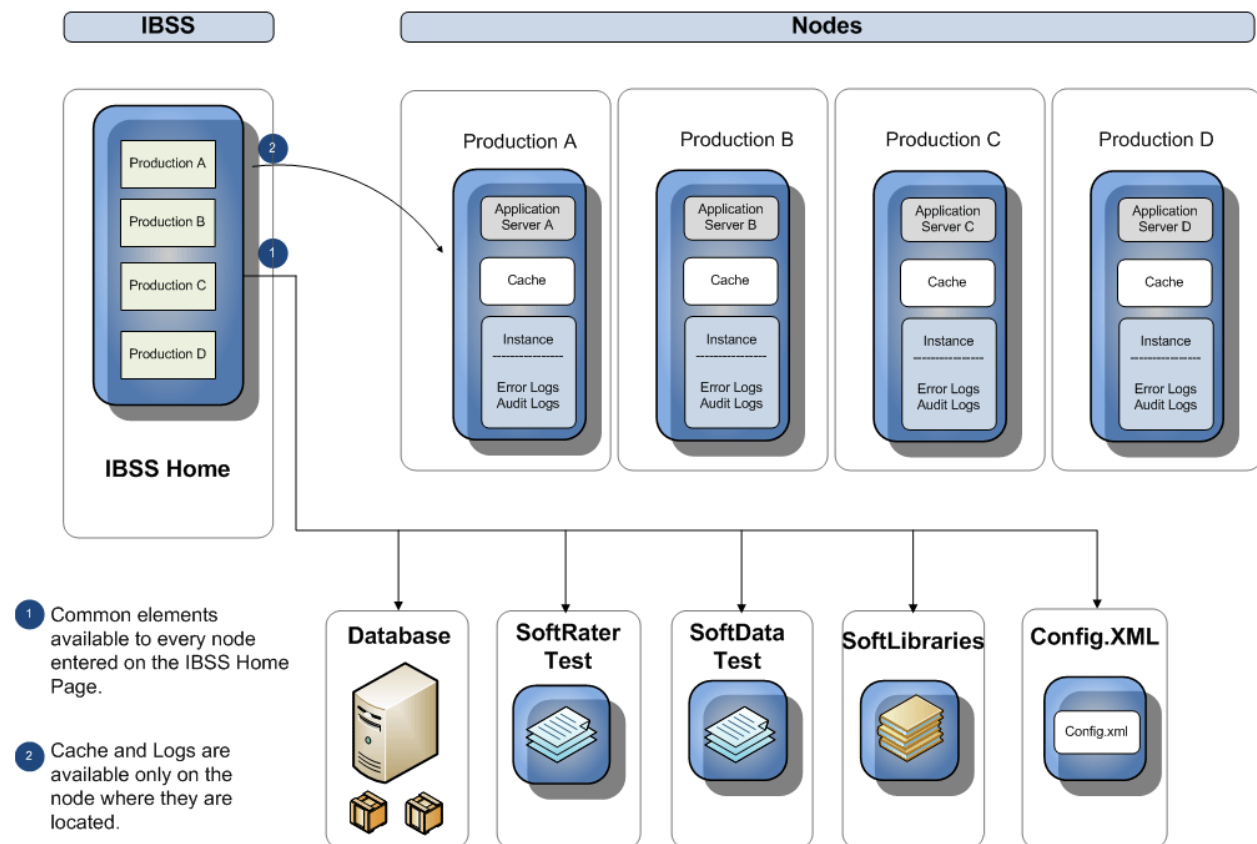 IBSS
Nodes
Production A
Production B
Production C
Production D
IBSS Home
2
1
Production A
Application
Server A
Cache
Instance
-----------------
Error Logs
Audit Logs
Production B
Application
Server B
Cache
Instance
-----------------
Error Logs
Audit Logs
Production C
Application
Server C
Cache
Instance
-----------------
Error Logs
Audit Logs
Production D
Application
Server D
Cache
Instance
-----------------
Error Logs
Audit Logs
1 Common elements
available to every node
entered on the IBSS Home
Page.
2 Cache and Logs are
available only on the
node where they are
located.
Database
SoftRater
Test
SoftData
Test
SoftLibraries
Config.XML
Config.xml